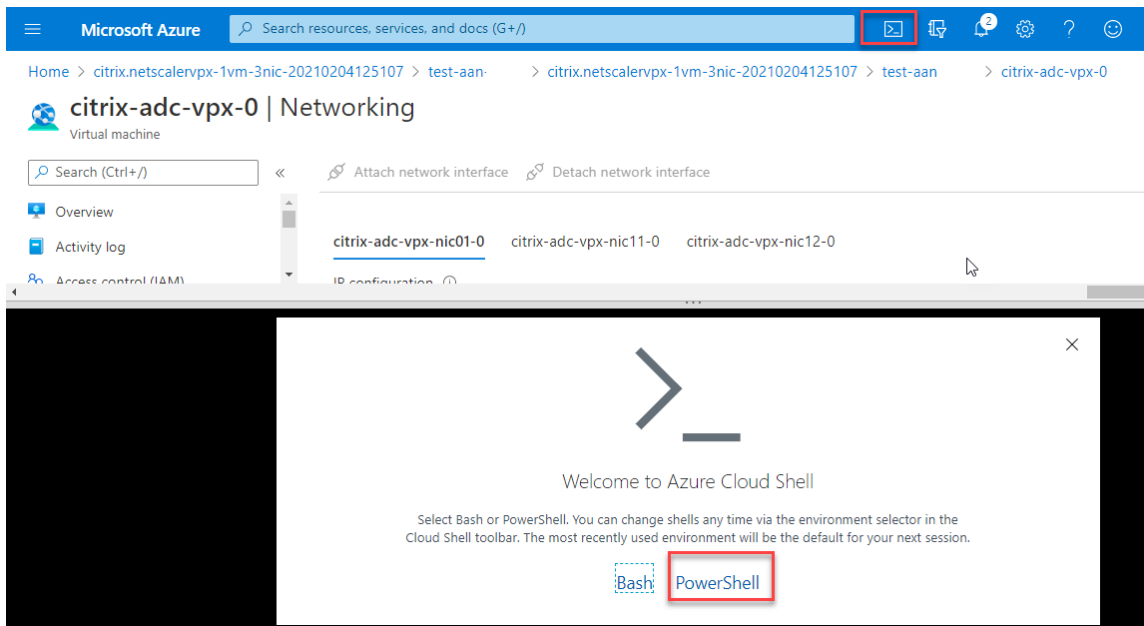 Microsoft Azure Search resources, services, and docs (G+/) 2
Home > citrix.netscalervpx-1vm-3nic-20210204125107 > test-aan- > citrix.netscalervpx-1vm-3nic-20210204125107 > test-aan > citrix-adc-vpx-0
citrix-adc-vpx-0 | Networking
Virtual machine
Search (Ctrl+/) « Attach network interface Detach network interface
Overview
citrix-adc-vpx-nic01-0 citrix-adc-vpx-nic11-0 citrix-adc-vpx-nic12-0
Activity log
Access control (IAM) IP configuration
Welcome to Azure Cloud Shell
Select Bash or PowerShell. You can change shells any time via the environment selector in the
Cloud Shell toolbar. The most recently used environment will be the default for your next session.
Bash PowerShell